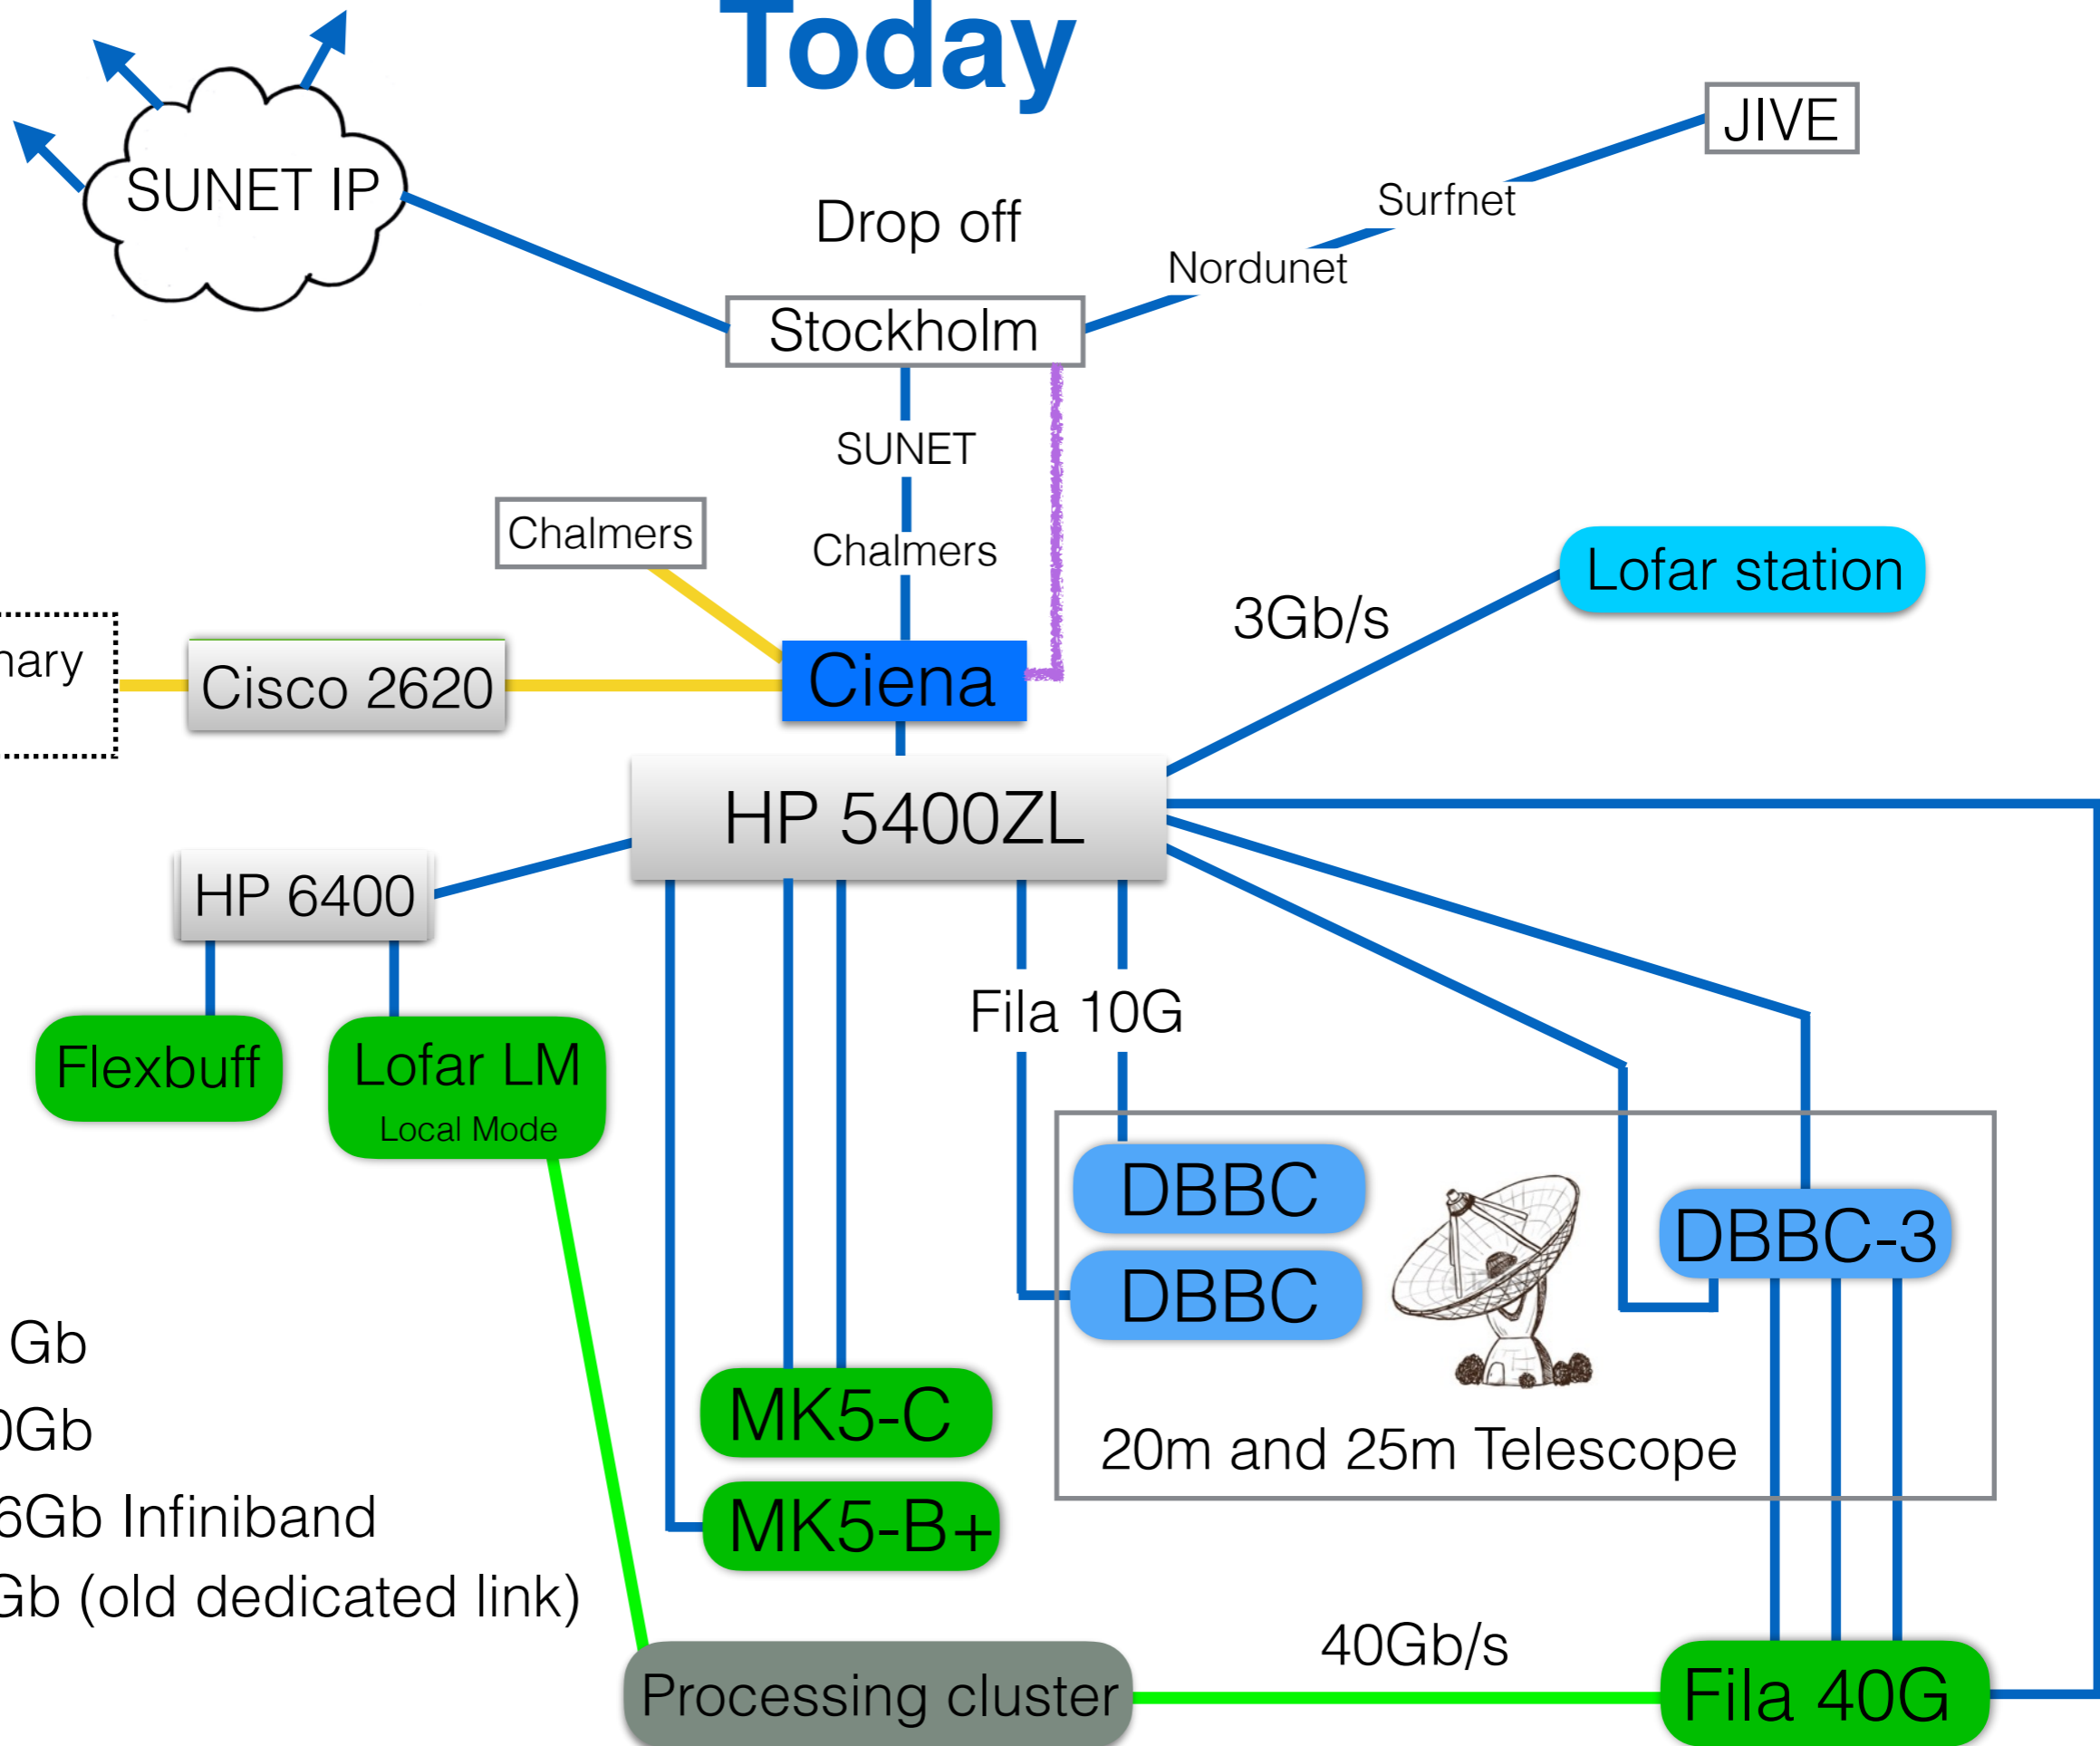 Today
JIVE
SUNET IP
Surfnet
Drop off
Nordunet
Stockholm
SUNET
Chalmers
Chalmers
Lofar station
3Gb/s
Cisco 2620
Ciena
HP 5400ZL
HP 6400
Fila 10G
Flexbuff
Lofar LM
Local Mode
DBBC
DBBC-3
DBBC
Gb
MK5-C
0Gb
20m and 25m Telescope
6Gb Infiniband
MK5-B+
Gb (old dedicated link)
40Gb/s
Processing cluster
Fila 40G